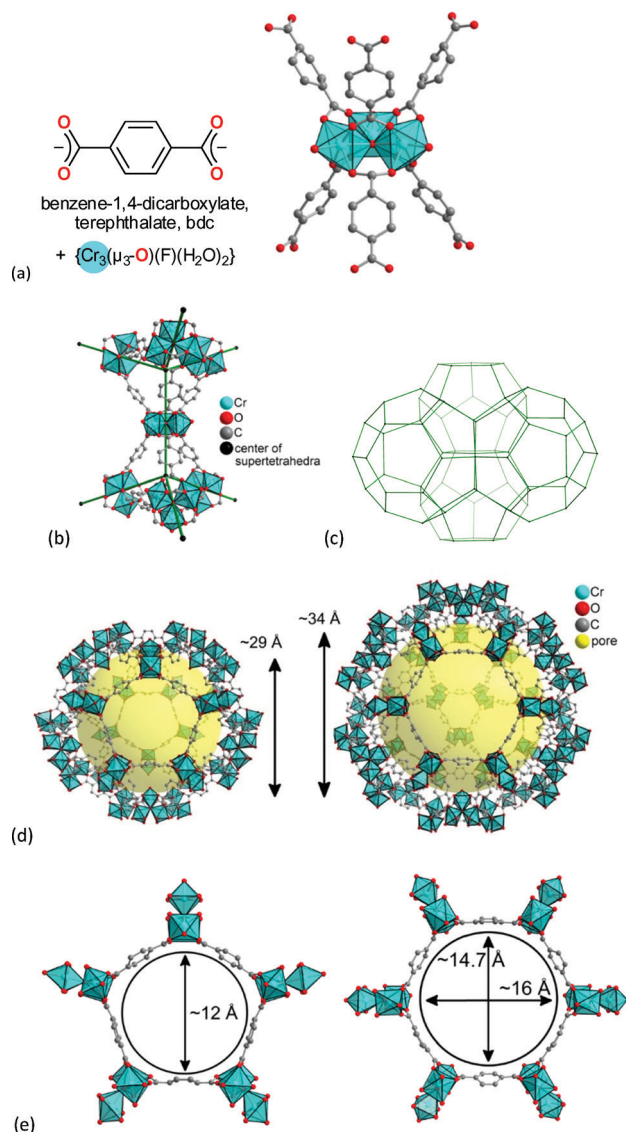 O
O
–
–
O
O
benzene-1,4-dicarboxylate,
terephthalate, bdc
+ {Cr₃(μ₃-O)(F)(H₂O)₂}
(a)
Cr
O
C
center of
supertetrahedra
(b)
(c)
~29 Å
~34 Å
Cr
O
C
pore
(d)
~12 Å
~14.7 Å
~16 Å
(e)